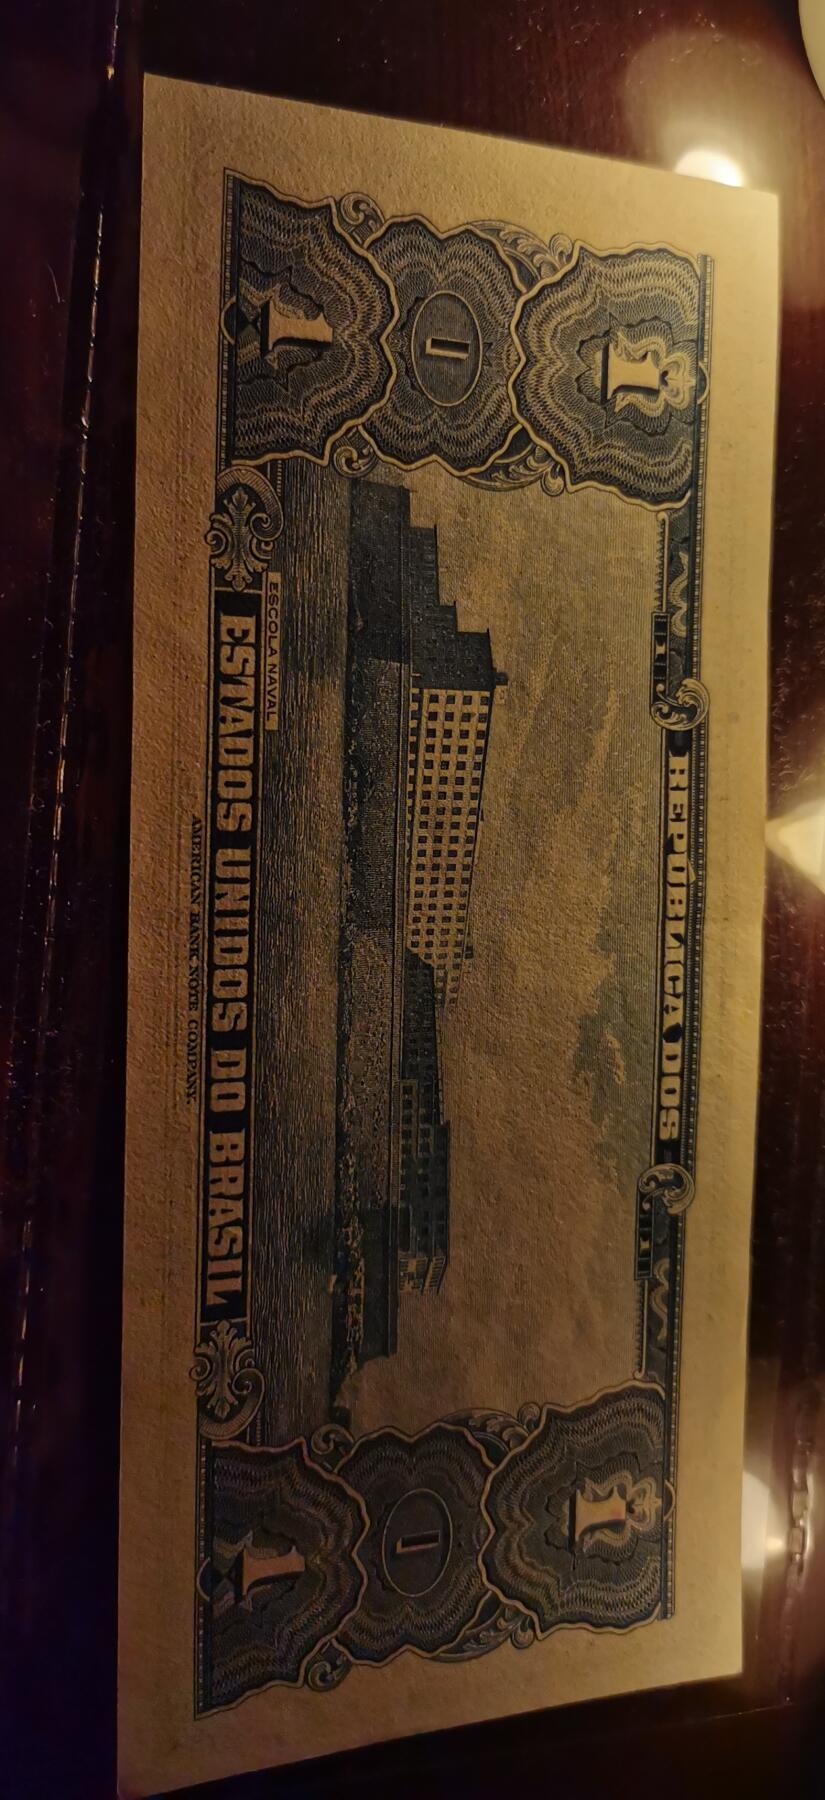 1 REPÚBLICA DOS 1
1 1
1 1
ESCOLA NAVAL
ESTADOS UNIDOS DO BRASIL
AMERICAN BANK NOTE COMPANY.